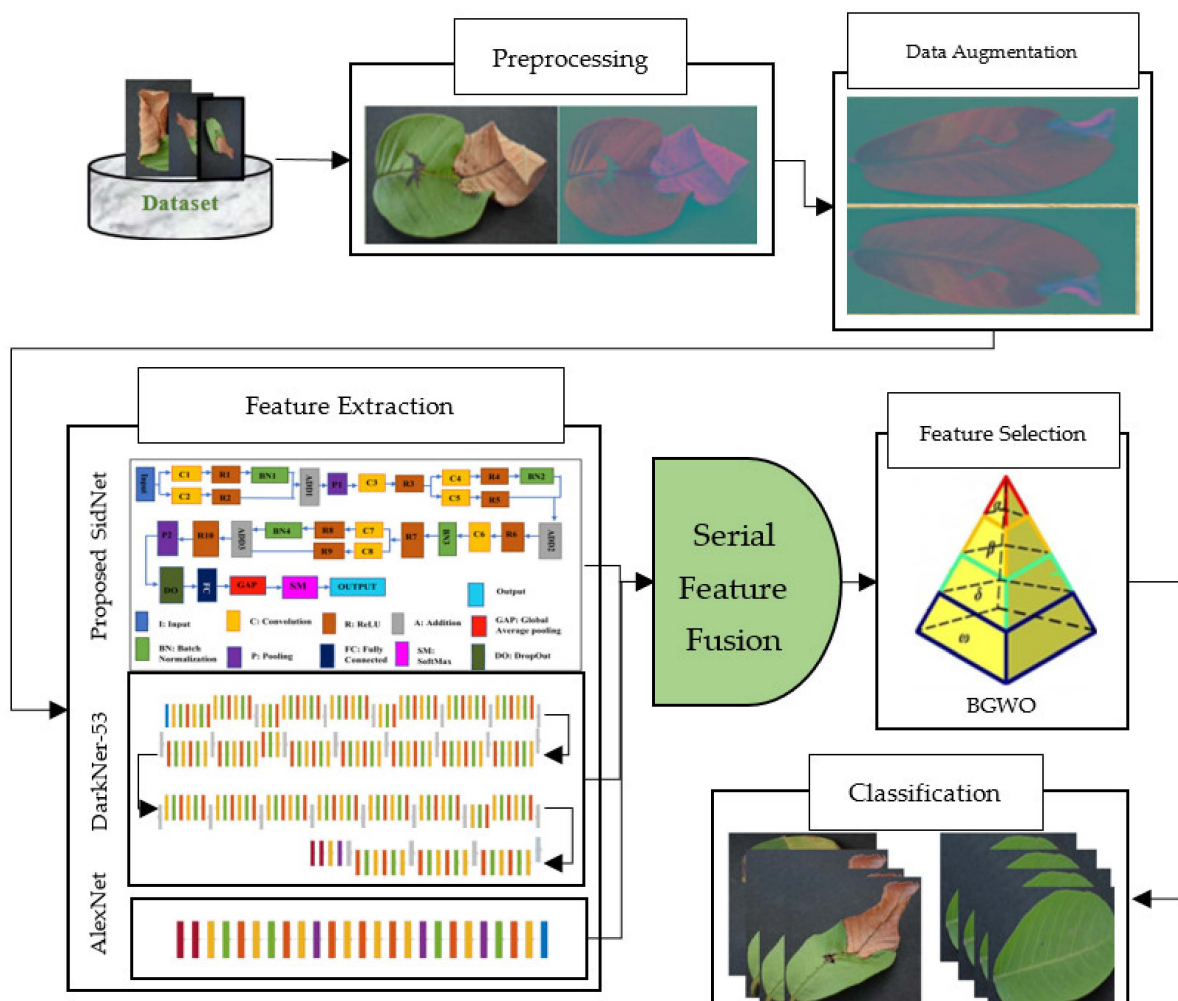 Preprocessing
Data Augmentation
Dataset
Feature Extraction
Proposed SidNet
Input
C1
R1
BN1
C2
R2
ADD1
P1
C3
R3
C4
R4
BN2
C5
R5
P2
R10
ADD3
BN4
R8
C7
R9
C8
R7
BN3
C6
R6
ADD2
DO
FC
GAP
SM
OUTPUT
Output
I: Input
C: Convolution
R: ReLU
A: Addition
GAP: Global
Average pooling
BN: Batch
Normalization
P: Pooling
FC: Fully
Connected
SM:
SoftMax
DO: DropOut
DarkNer-53
AlexNet
Serial
Feature
Fusion
Feature Selection
α
β
δ
ω
BGWO
Classification